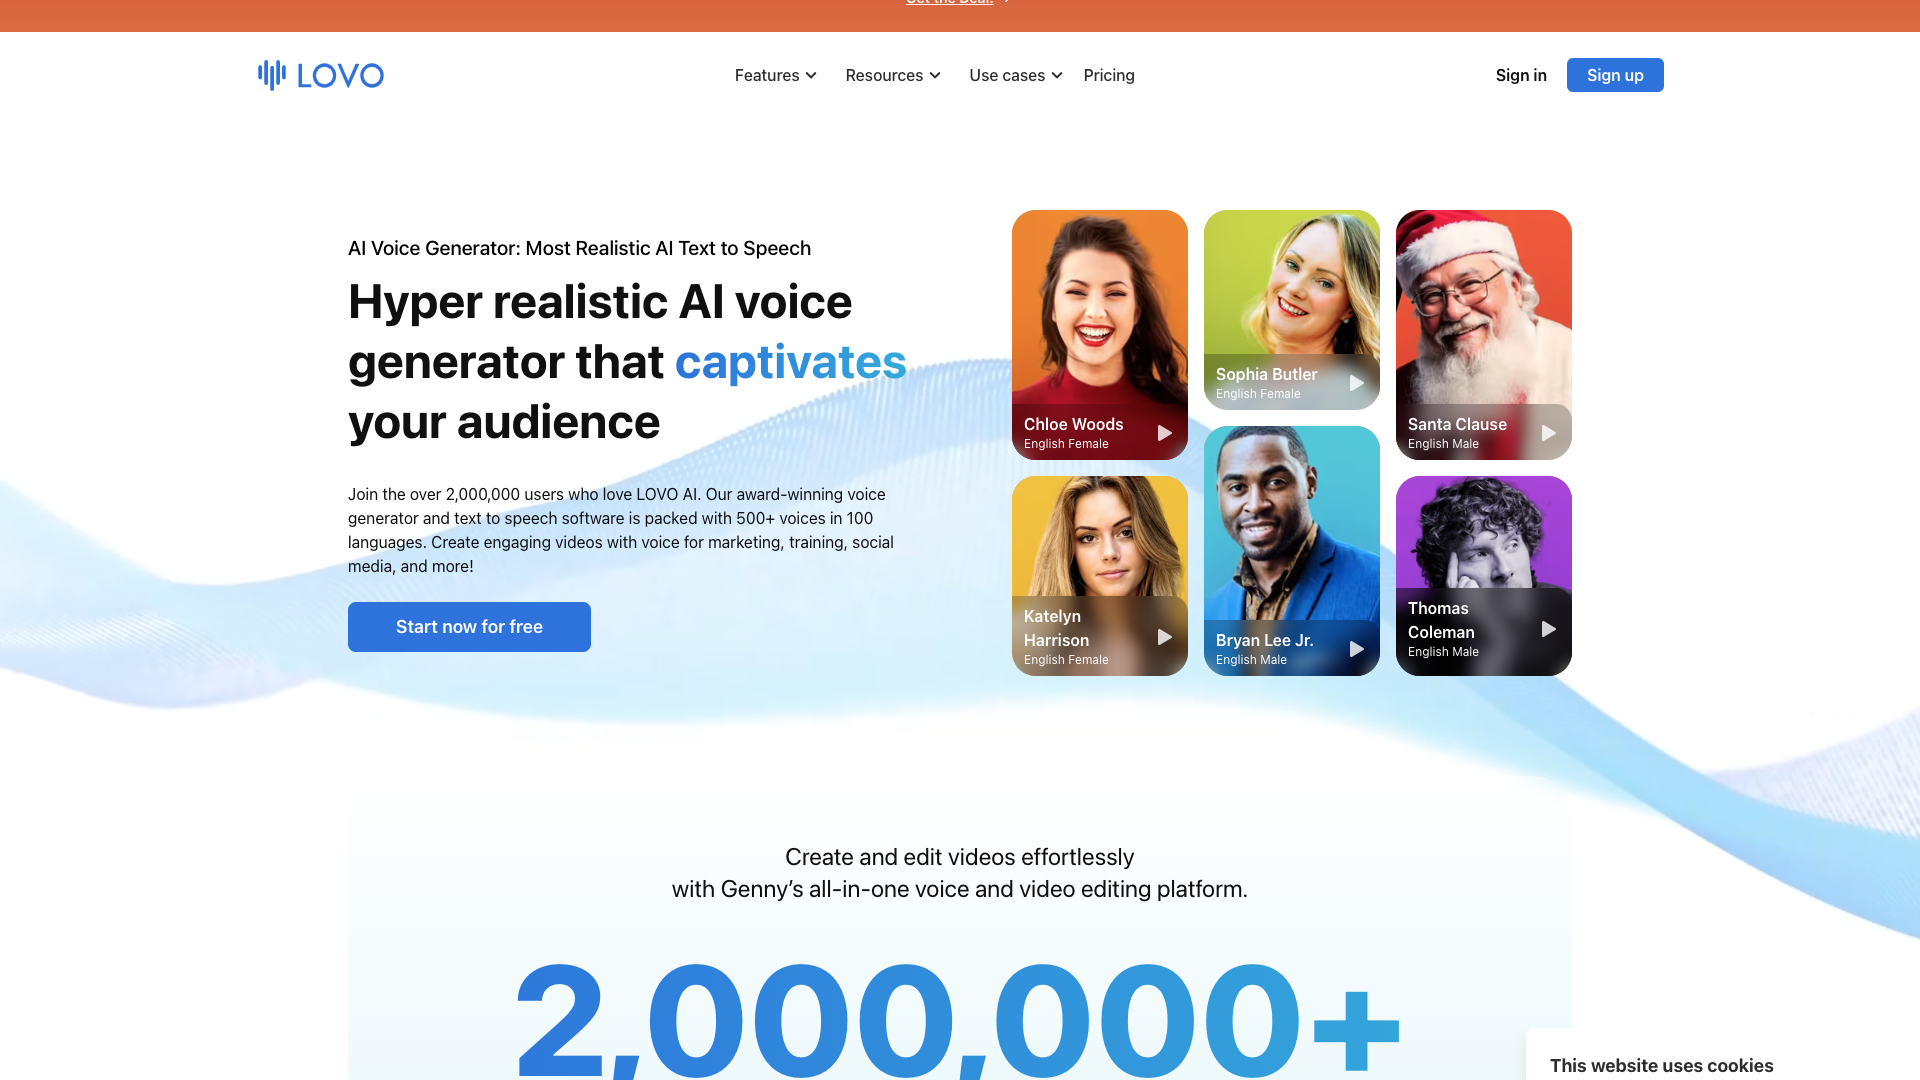 Get the Deal!
LOVO
Features
Resources
Use cases
Pricing
Sign in
Sign up
AI Voice Generator: Most Realistic AI Text to Speech
Hyper realistic AI voice
generator that captivates
your audience
Join the over 2,000,000 users who love LOVO AI. Our award-winning voice
generator and text to speech software is packed with 500+ voices in 100
languages. Create engaging videos with voice for marketing, training, social
media, and more!
Start now for free
Chloe Woods
English Female
Sophia Butler
English Female
Santa Clause
English Male
Katelyn
Harrison
English Female
Bryan Lee Jr.
English Male
Thomas
Coleman
English Male
Create and edit videos effortlessly
with Genny’s all-in-one voice and video editing platform.
2,000,000+
This website uses cookies